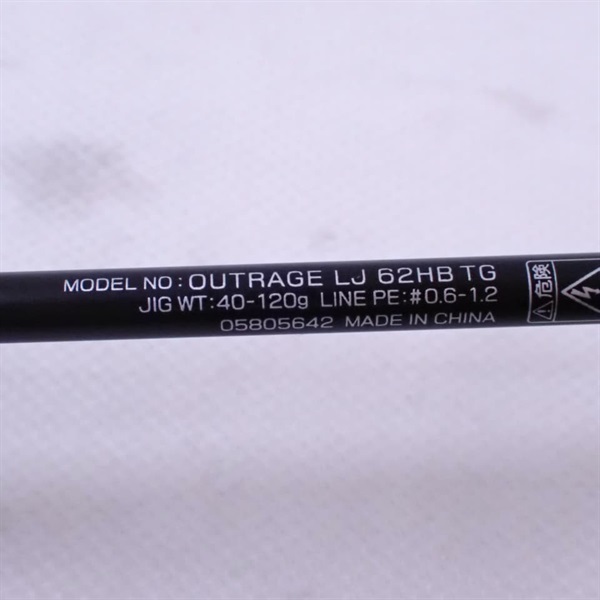 MODEL NO : OUTRAGE LJ 62HB TG
JIG WT : 40-120g LINE PE : #0.6-1.2
05805642 MADE IN CHINA
危険